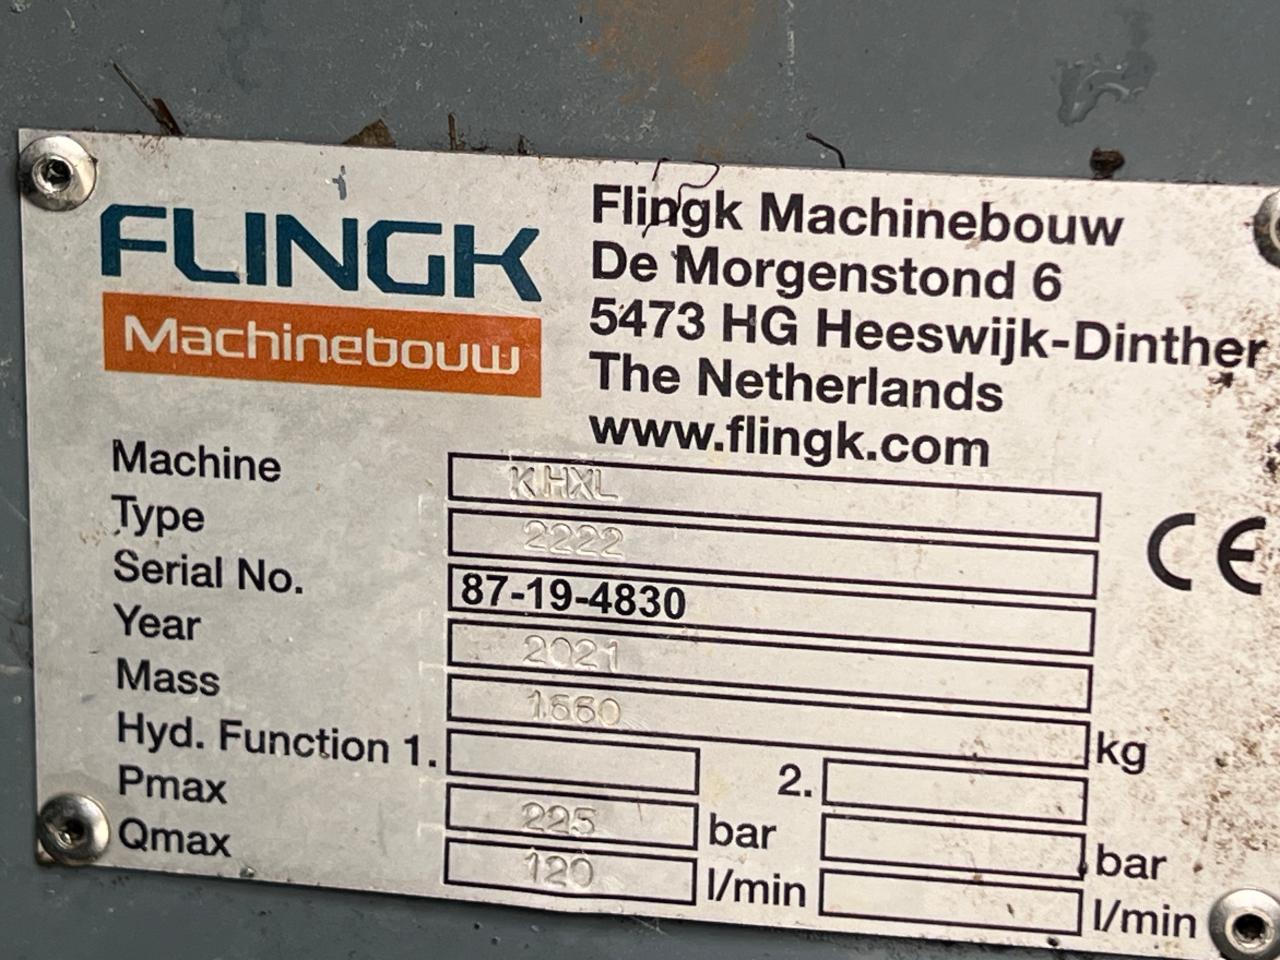 FLINGK
Machinebouw
Flingk Machinebouw
De Morgenstond 6
5473 HG Heeswijk-Dinther
The Netherlands
www.flingk.com
CE
Machine KHXL
Type 2222
Serial No. 87-19-4830
Year 2021
Mass 1660 kg
Hyd. Function 1. 2.
Pmax 225 bar bar
Qmax 120 l/min l/min